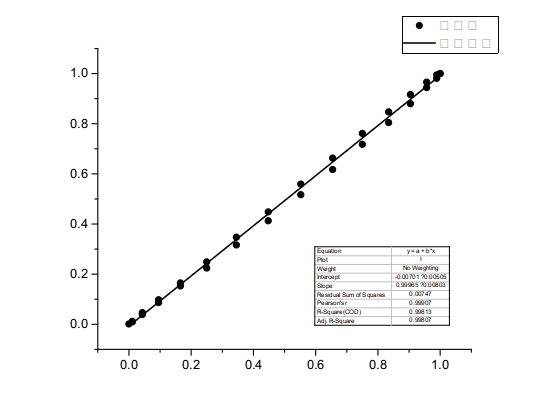 1.0
0.8
0.6
0.4
0.2
0.0
0.0 0.2 0.4 0.6 0.8 1.0
Equation y = a + b*x
Plot I
Weight No Weighting
Intercept -0.00701 ?0.00505
Slope 0.99965 ?0.00803
Residual Sum of Squares 0.00747
Pearson's r 0.99907
R-Square(COD) 0.99813
Adj. R-Square 0.99807